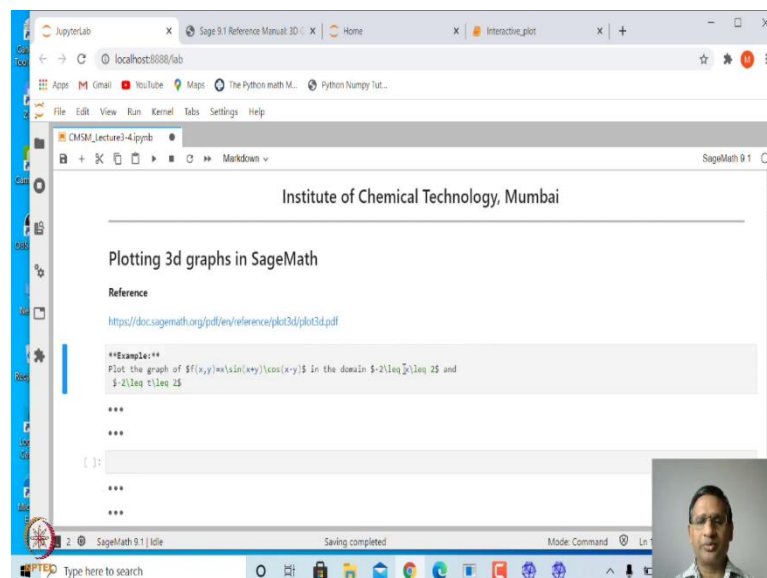 JupyterLab
Sage 9.1 Reference Manual: 3D
Home
Interactive_plot
localhost:8888/lab
M
Apps Gmail YouTube Maps The Python math M... Python Numpy Tut...
File Edit View Run Kernel Tabs Settings Help
CMSM_Lecture3-4.ipynb
Markdown
SageMath 9.1
Institute of Chemical Technology, Mumbai
Plotting 3d graphs in SageMath
Reference
https://doc.sagemath.org/pdf/en/reference/plot3d/plot3d.pdf
**Example:**
Plot the graph of $f(x,y)=x\sin(x+y)\cos(x-y)$ in the domain $-2\leq x\leq 2$ and
$-2\leq t\leq 2$
[ ]:
2 SageMath 9.1 | Idle Saving completed Mode: Command Ln 1
Type here to search